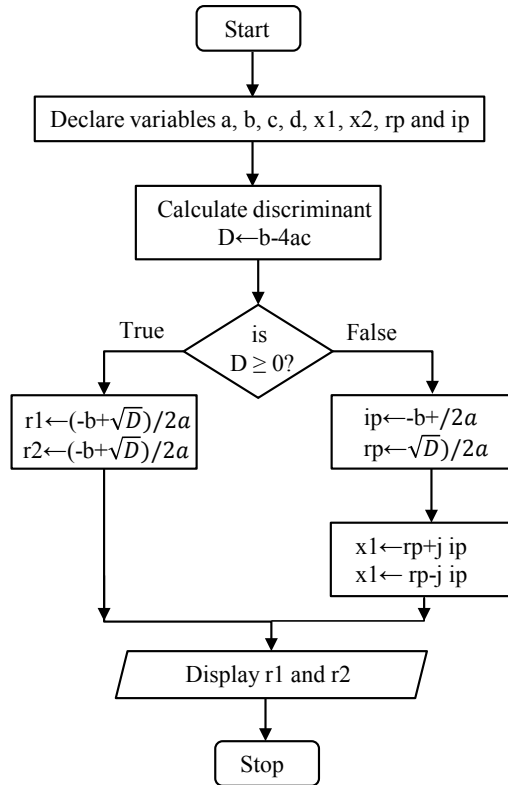 Start
Declare variables a, b, c, d, x1, x2, rp and ip
Calculate discriminant
D←b-4ac
is
D ≥ 0?
True
False
r1←(-b+√D)/2a
r2←(-b+√D)/2a
ip←-b+/2a
rp←√D)/2a
x1←rp+j ip
x1← rp-j ip
Display r1 and r2
Stop